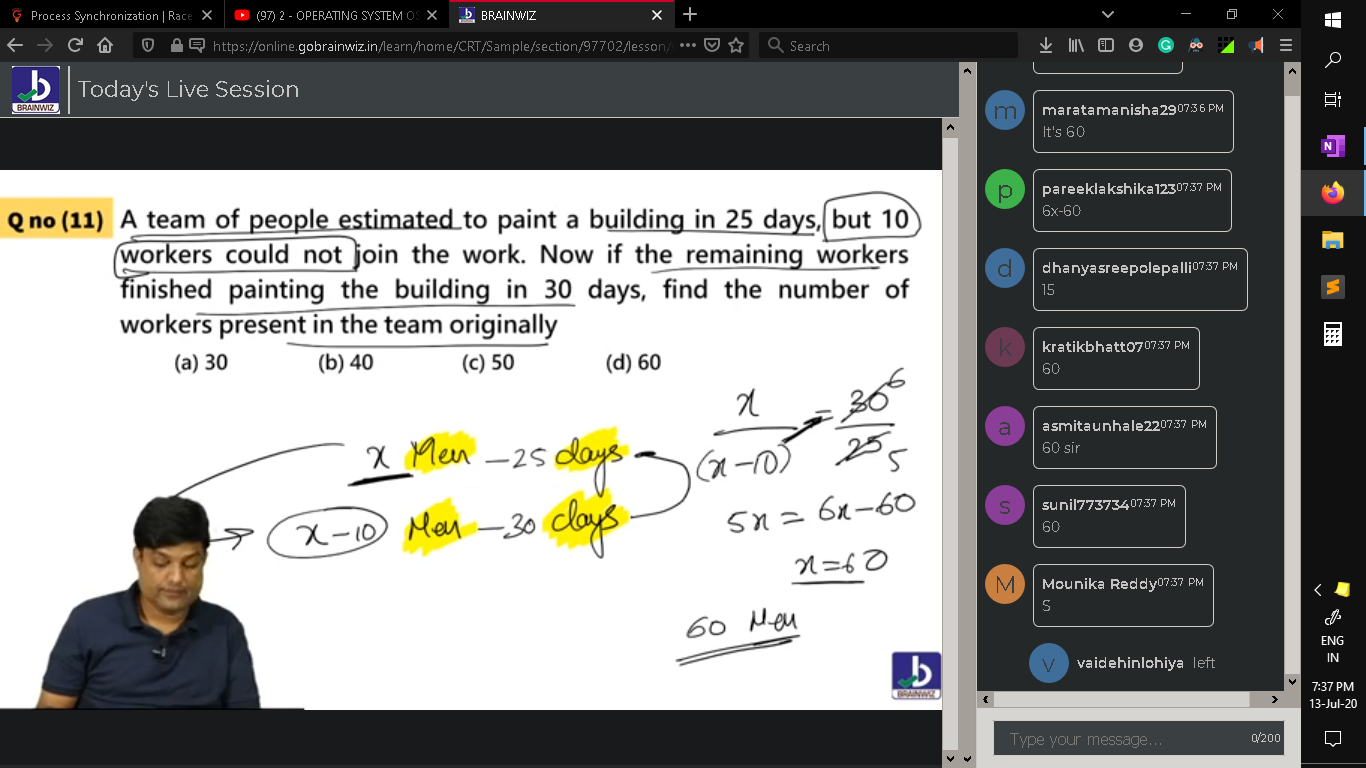 Process Synchronization | Race
(97) 2 - OPERATING SYSTEM OS
BRAINWIZ
https://online.gobrainwiz.in/learn/home/CRT/Sample/section/97702/lesson/
Search
BRAINWIZ
Today's Live Session
Q no (11) A team of people estimated to paint a building in 25 days, but 10
workers could not join the work. Now if the remaining workers
finished painting the building in 30 days, find the number of
workers present in the team originally
(a) 30 (b) 40 (c) 50 (d) 60
x Men – 25 days
x – 10 Men – 30 days
x = 30 6
(x – 10) 25 5
5x = 6x – 60
x = 60
60 Men
BRAINWIZ
m
maratamanisha29 07:36 PM
It's 60
p
pareeklakshika123 07:37 PM
6x-60
d
dhanyasreepolepalli 07:37 PM
15
k
kratikbhatt07 07:37 PM
60
a
asmitaunhale22 07:37 PM
60 sir
s
sunil773734 07:37 PM
60
M
Mounika Reddy 07:37 PM
S
v
vaidehinlohiya left
Type your message... 0/200
ENG
IN
7:37 PM
13-Jul-20